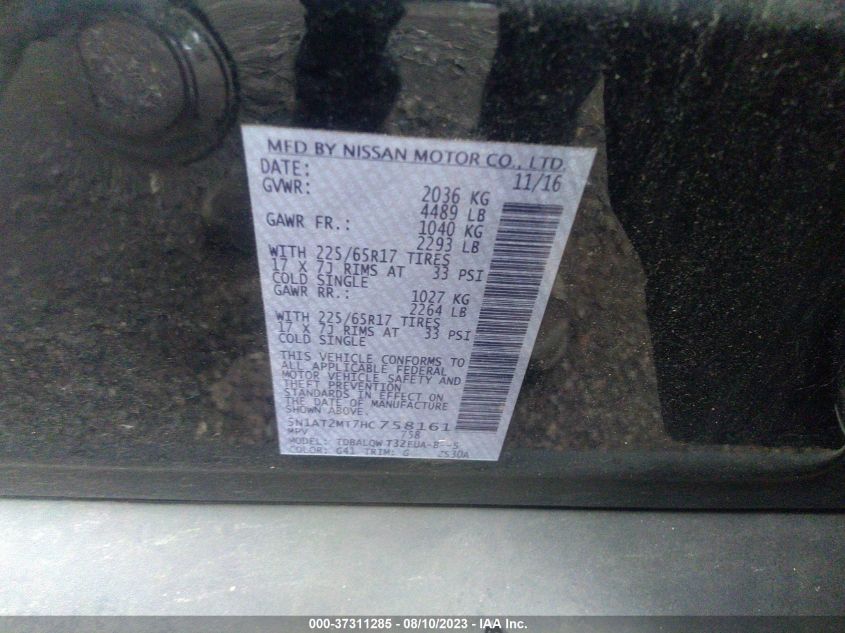 MFD BY NISSAN MOTOR CO., LTD.
DATE: 11/16
GVWR: 2036 KG
4489 LB
GAWR FR.: 1040 KG
2293 LB
WITH 225/65R17 TIRES
17 X 7J RIMS AT 33 PSI
COLD SINGLE
GAWR RR.: 1027 KG
2264 LB
WITH 225/65R17 TIRES
17 X 7J RIMS AT 33 PSI
COLD SINGLE
THIS VEHICLE CONFORMS TO
ALL APPLICABLE FEDERAL
MOTOR VEHICLE SAFETY AND
THEFT PREVENTION
STANDARDS IN EFFECT ON
THE DATE OF MANUFACTURE
SHOWN ABOVE
5N1AT2MT7HC758161
MPV 758
MODEL:
COLOR: G41 TRIM: G
000-37311285 - 08/10/2023 - IAA Inc.